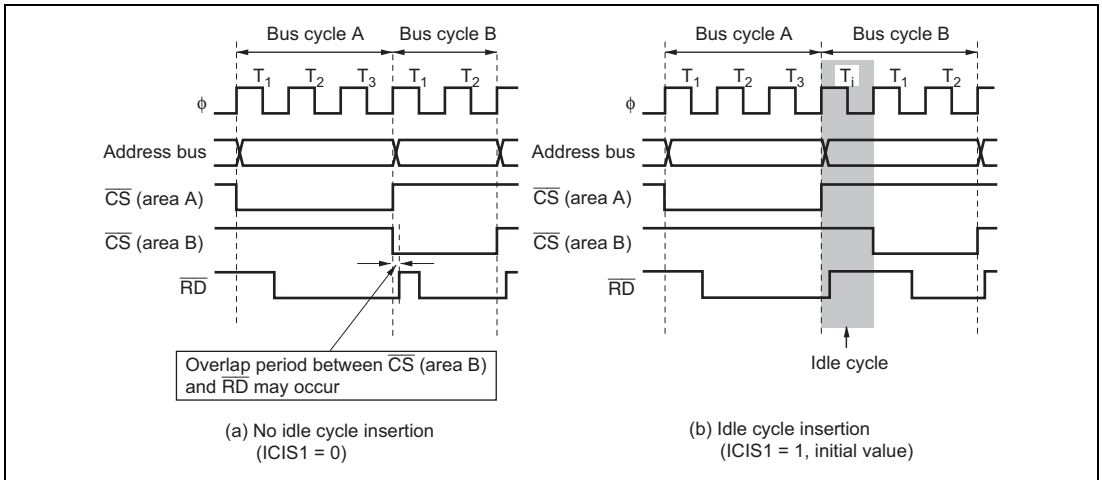 Bus cycle A Bus cycle B
T1 T2 T3 T1 T2
ϕ
Address bus
CS (area A)
CS (area B)
RD
Overlap period between CS (area B)
and RD may occur
(a) No idle cycle insertion
(ICIS1 = 0)
Bus cycle A Bus cycle B
T1 T2 T3 Ti T1 T2
ϕ
Address bus
CS (area A)
CS (area B)
RD
Idle cycle
(b) Idle cycle insertion
(ICIS1 = 1, initial value)